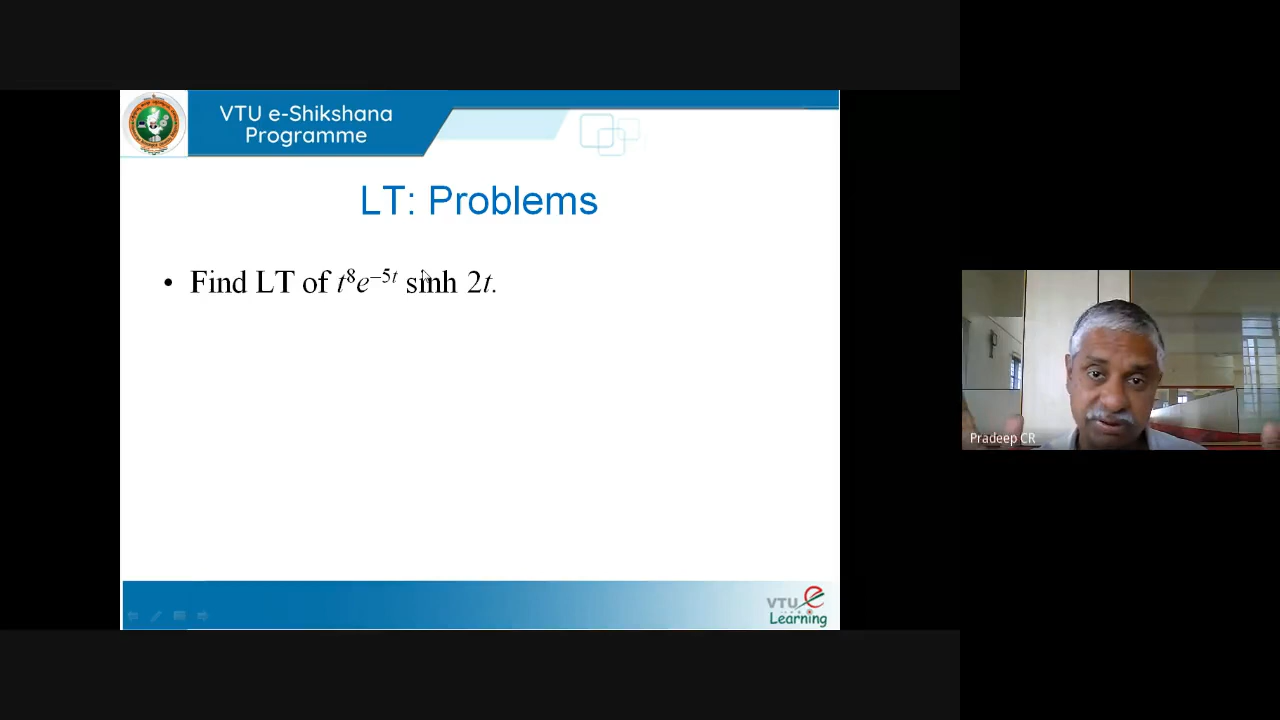 VTU e-Shikshana
Programme
LT: Problems
• Find LT of t⁸e⁻⁵ᵗ sinh 2t.
Pradeep CR
VTU e
Learning